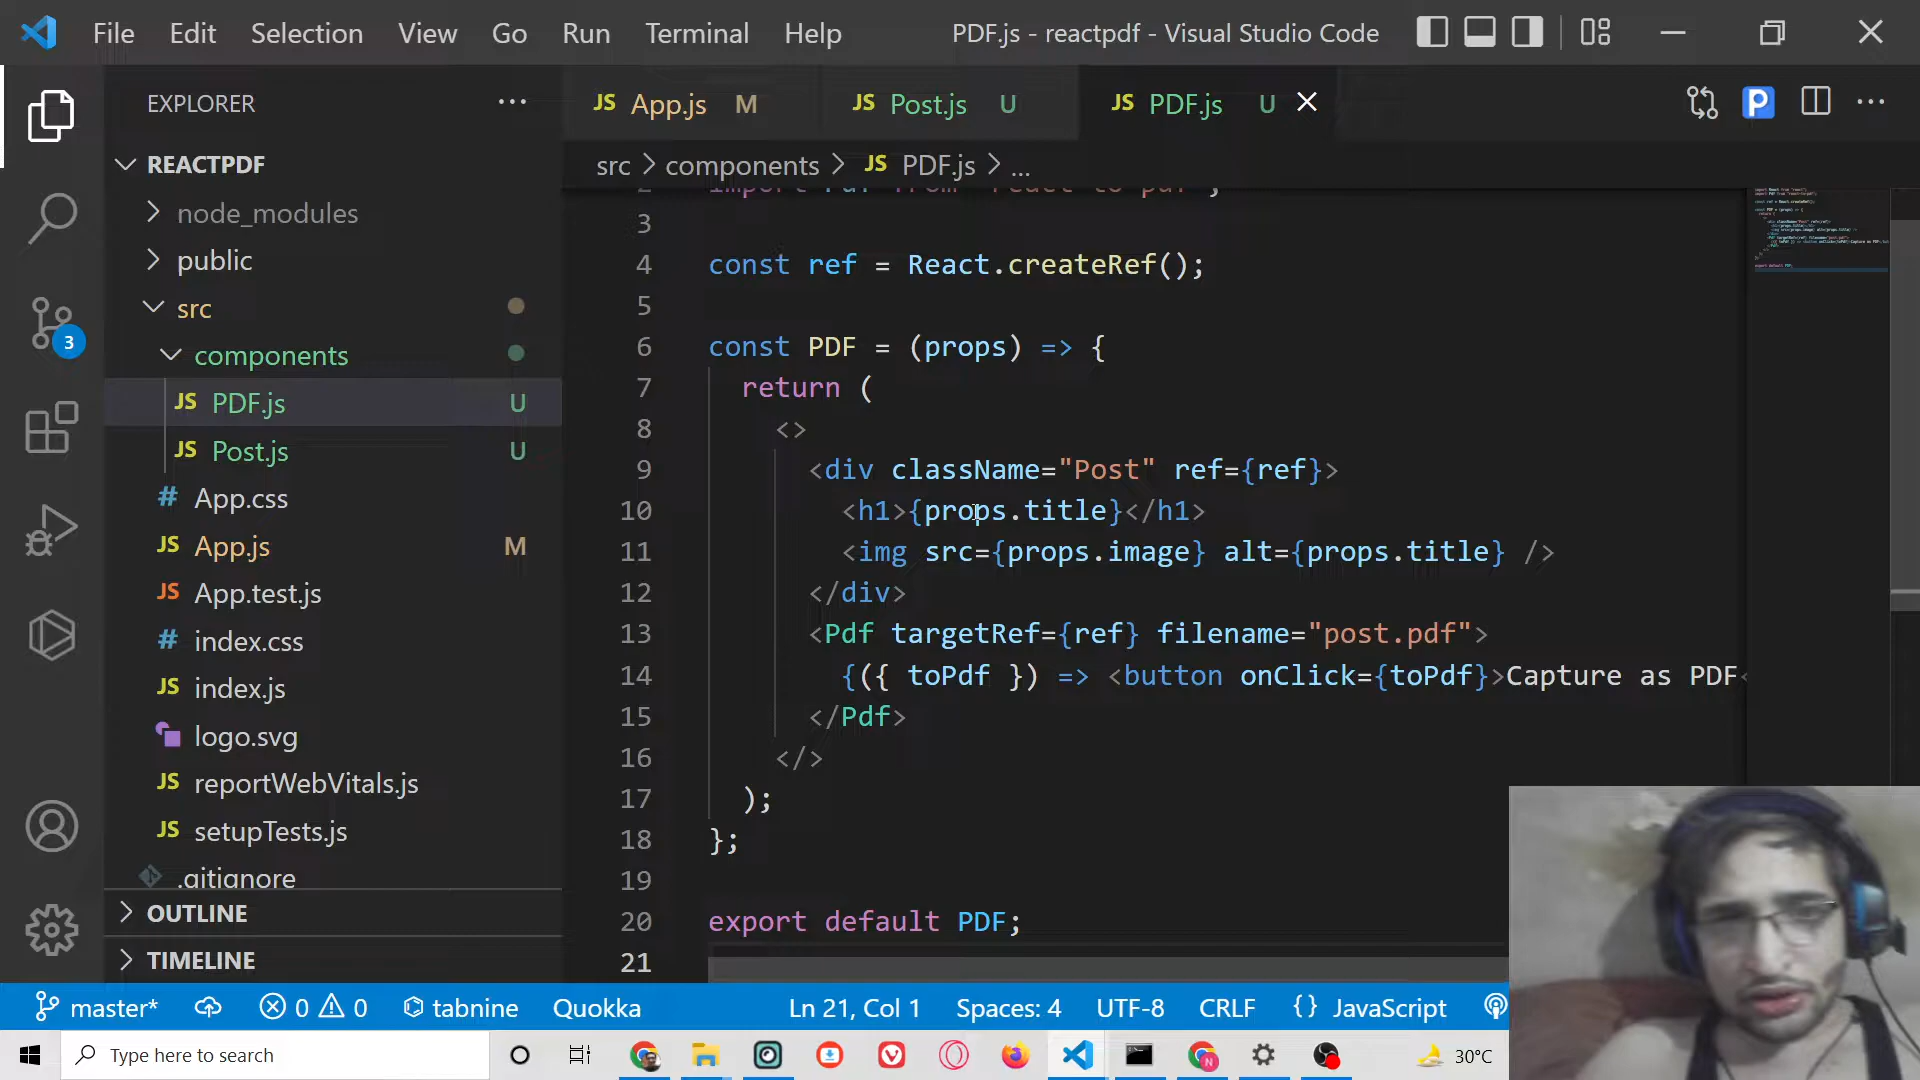 File Edit Selection View Go Run Terminal Help PDF.js - reactpdf - Visual Studio Code
EXPLORER
REACTPDF
node_modules
public
src
components
JS PDF.js U
JS Post.js U
# App.css
JS App.js M
JS App.test.js
# index.css
JS index.js
logo.svg
JS reportWebVitals.js
JS setupTests.js
.gitignore
OUTLINE
TIMELINE
3
JS App.js M JS Post.js U JS PDF.js U
P
src > components > JS PDF.js > ...
3
4 const ref = React.createRef();
5
6 const PDF = (props) => {
7 return (
8 <>
9 <div className="Post" ref={ref}>
10 <h1>{props.title}</h1>
11 <img src={props.image} alt={props.title} />
12 </div>
13 <Pdf targetRef={ref} filename="post.pdf">
14 {({ toPdf }) => <button onClick={toPdf}>Capture as PDF<
15 </Pdf>
16 </>
17 );
18 };
19
20 export default PDF;
21
master* 0 0 tabnine Quokka Ln 21, Col 1 Spaces: 4 UTF-8 CRLF {} JavaScript
Type here to search
30°C